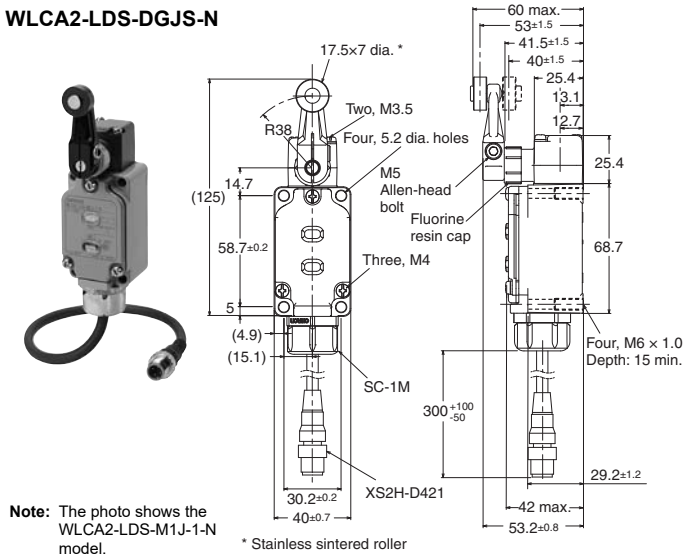 WLCA2-LDS-DGJS-N
60 max.
53±1.5
41.5±1.5
40±1.5
25.4
13.1
12.7
17.5×7 dia. *
Two, M3.5
R38
Four, 5.2 dia. holes
M5
Allen-head
bolt
Fluorine
resin cap
25.4
14.7
(125)
58.7±0.2
68.7
Three, M4
5
(4.9)
(15.1)
SC-1M
Four, M6 × 1.0
Depth: 15 min.
300 +100
-50
XS2H-D421
30.2±0.2
40±0.7
29.2±1.2
42 max.
53.2±0.8
Note: The photo shows the
WLCA2-LDS-M1J-1-N
model.
* Stainless sintered roller